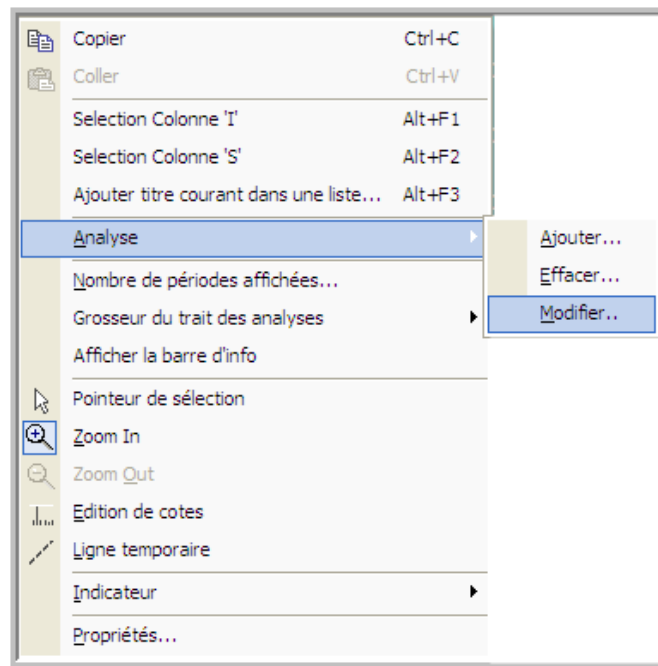 Copier Ctrl+C
Coller Ctrl+V
Selection Colonne 'I' Alt+F1
Selection Colonne 'S' Alt+F2
Ajouter titre courant dans une liste... Alt+F3
Analyse
Ajouter...
Effacer...
Modifier..
Nombre de périodes affichées...
Grosseur du trait des analyses
Afficher la barre d'info
Pointeur de sélection
Zoom In
Zoom Out
Edition de cotes
Ligne temporaire
Indicateur
Propriétés...